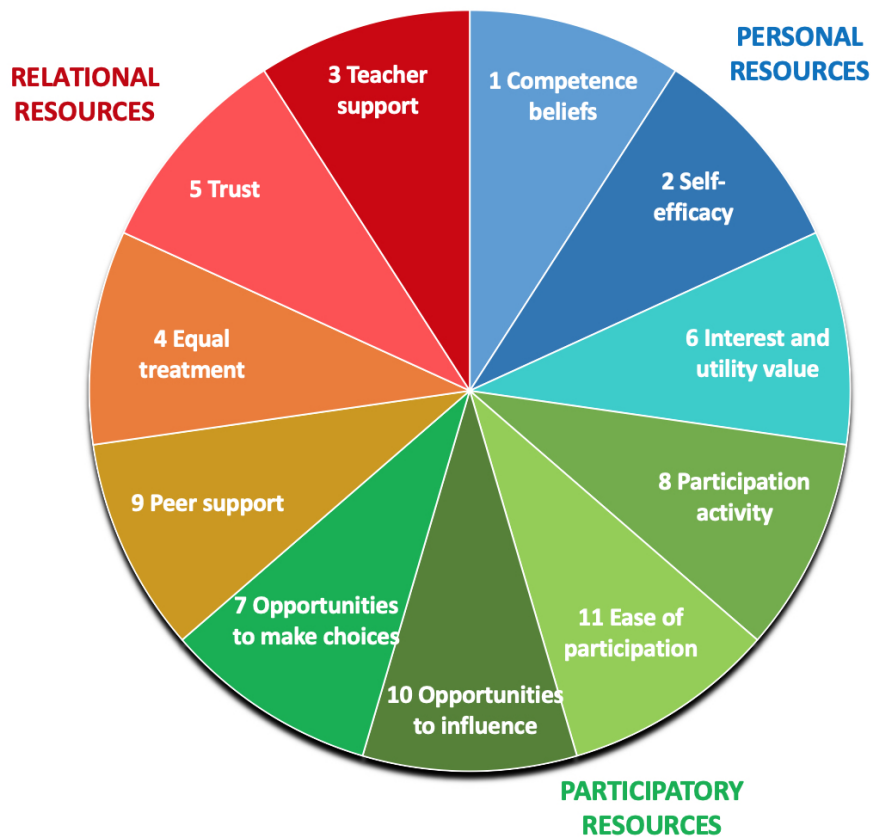 PERSONAL
RESOURCES
RELATIONAL
RESOURCES
3 Teacher
support
1 Competence
beliefs
5 Trust
2 Self-
efficacy
4 Equal
treatment
6 Interest and
utility value
9 Peer support
8 Participation
activity
7 Opportunities
to make choices
11 Ease of
participation
10 Opportunities
to influence
PARTICIPATORY
RESOURCES